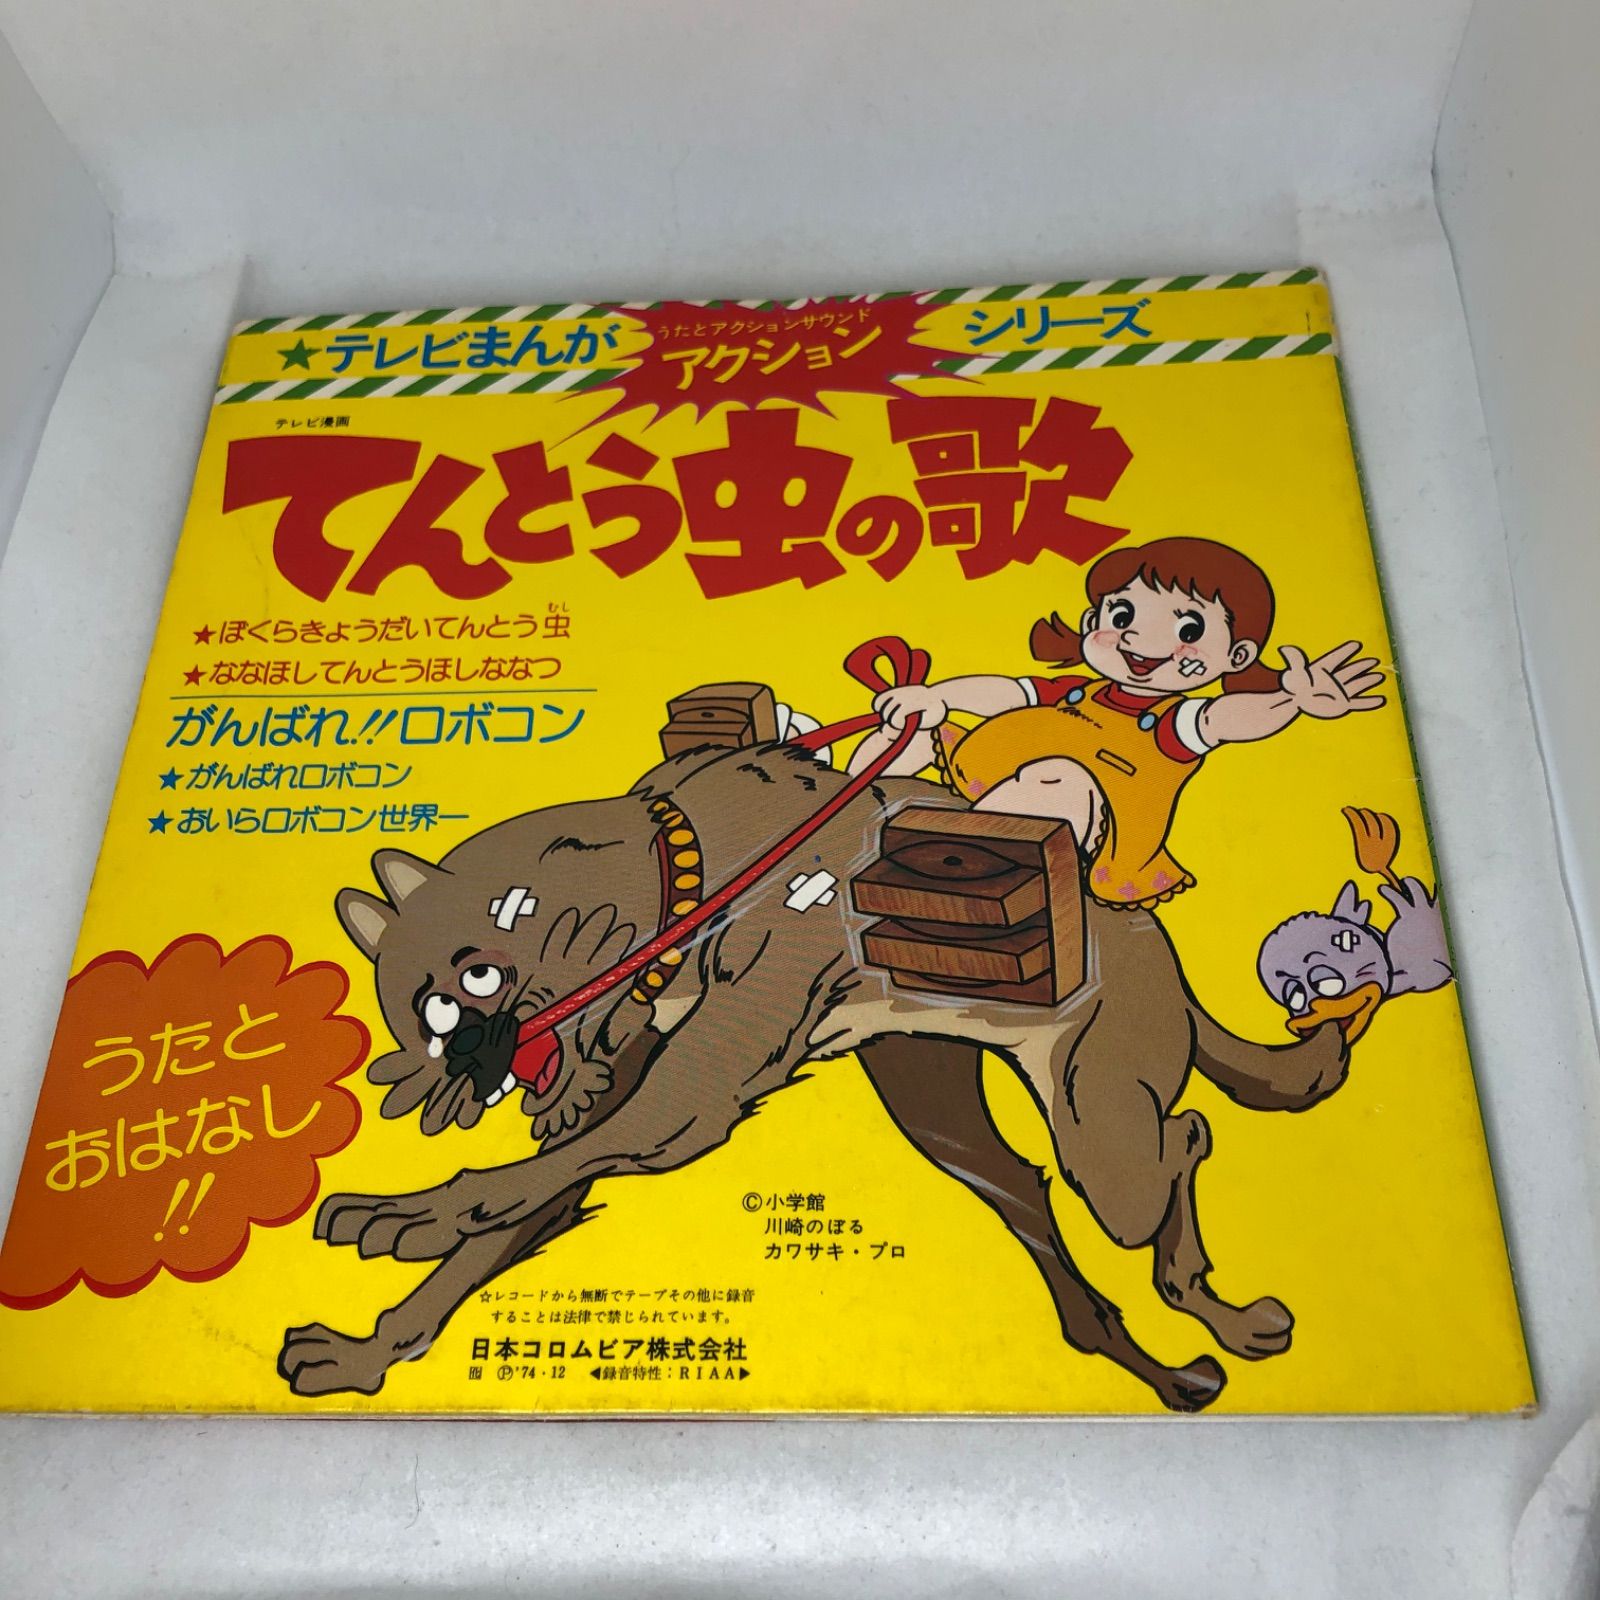 ★テレビまんが
うたとアクションサウンド
アクション
シリーズ
テレビ漫画
てんとう虫の歌
むし
★ぼくらきょうだいてんとう虫
★ななほしてんとうほしななつ
がんばれ!!ロボコン
★がんばれロボコン
★おいらロボコン世界一
うたと
おはなし
!!
©小学館
川崎のぼる
カワサキ・プロ
☆レコードから無断でテープその他に録音
することは法律で禁じられています。
日本コロムビア株式会社
Ⓟ'74・12 ◀録音特性:RIAA▶